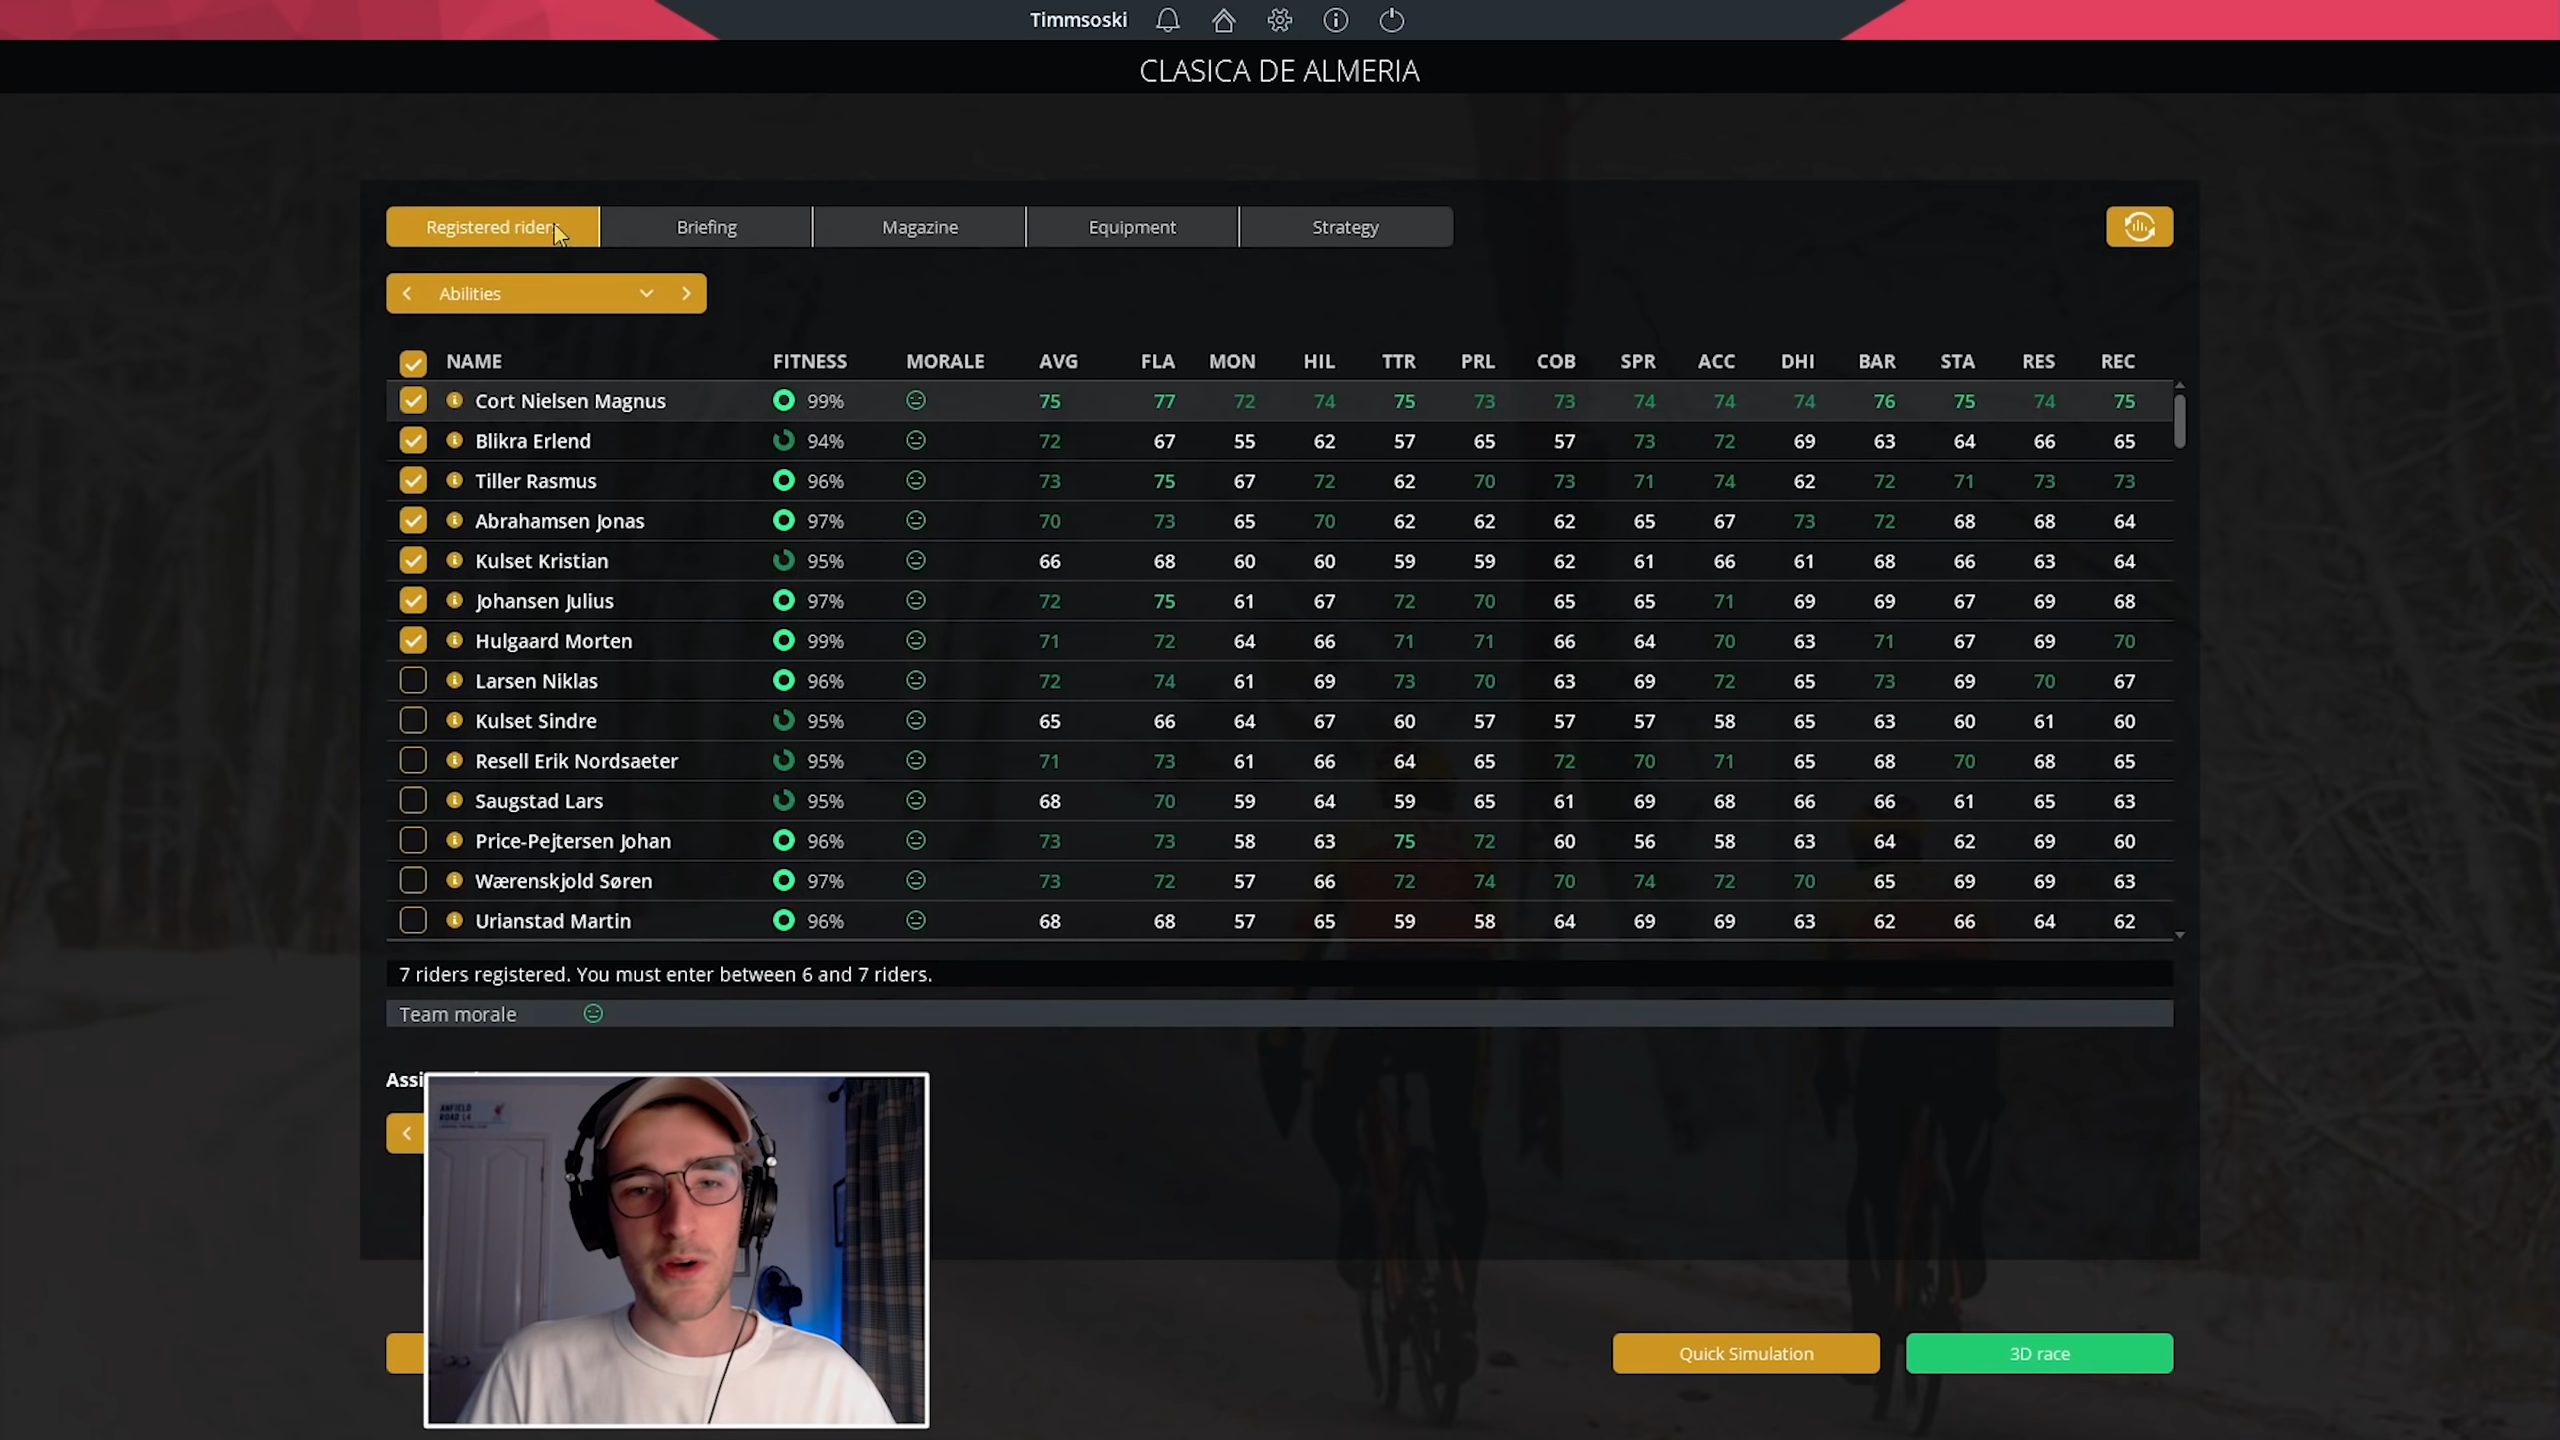 Timmsoski
CLASICA DE ALMERIA
Registered rider
Briefing
Magazine
Equipment
Strategy
Abilities
NAME FITNESS MORALE AVG FLA MON HIL TTR PRL COB SPR ACC DHI BAR STA RES REC
Cort Nielsen Magnus 99% 75 77 72 74 75 73 73 74 74 74 76 75 74 75
Blikra Erlend 94% 72 67 55 62 57 65 57 73 72 69 63 64 66 65
Tiller Rasmus 96% 73 75 67 72 62 70 73 71 74 62 72 71 73 73
Abrahamsen Jonas 97% 70 73 65 70 62 62 62 65 67 73 72 68 68 64
Kulset Kristian 95% 66 68 60 60 59 59 62 61 66 61 68 66 63 64
Johansen Julius 97% 72 75 61 67 72 70 65 65 71 69 69 67 69 68
Hulgaard Morten 99% 71 72 64 66 71 71 66 64 70 63 71 67 69 70
Larsen Niklas 96% 72 74 61 69 73 70 63 69 72 65 73 69 70 67
Kulset Sindre 95% 65 66 64 67 60 57 57 57 58 65 63 60 61 60
Resell Erik Nordsaeter 95% 71 73 61 66 64 65 72 70 71 65 68 70 68 65
Saugstad Lars 95% 68 70 59 64 59 65 61 69 68 66 66 61 65 63
Price-Pejtersen Johan 96% 73 73 58 63 75 72 60 56 58 63 64 62 69 60
Wærenskjold Søren 97% 73 72 57 66 72 74 70 74 72 70 65 69 69 63
Urianstad Martin 96% 68 68 57 65 59 58 64 69 69 63 62 66 64 62
7 riders registered. You must enter between 6 and 7 riders.
Team morale
Assi
ANFIELD
ROAD L4
Quick Simulation
3D race